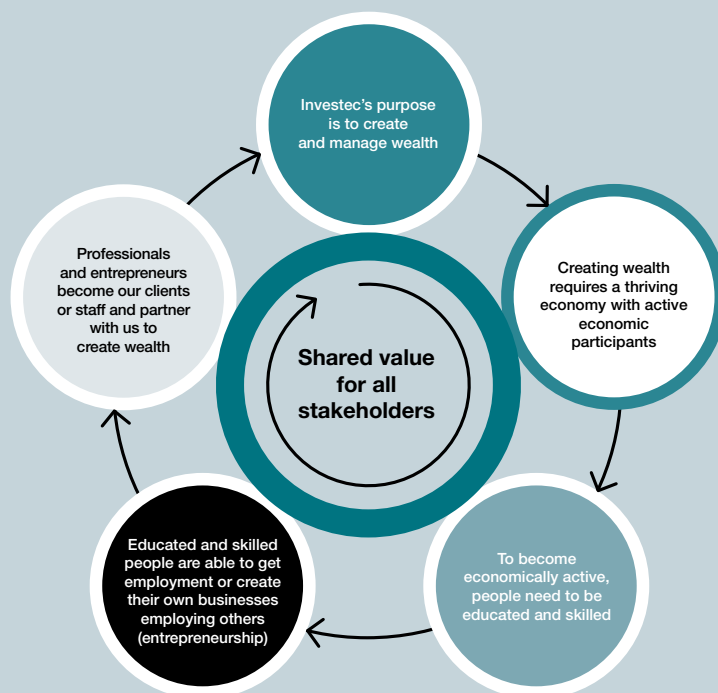 Investec's purpose
is to create
and manage wealth
Creating wealth
requires a thriving
economy with active
economic
participants
To become
economically active,
people need to be
educated and skilled
Educated and skilled
people are able to get
employment or create
their own businesses
employing others
(entrepreneurship)
Professionals
and entrepreneurs
become our clients
or staff and partner
with us to
create wealth
Shared value
for all
stakeholders